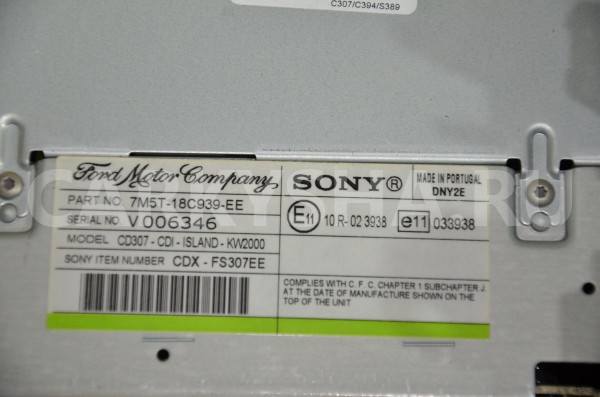 C307/C394/S389
Ford Motor Company
SONY®
MADE IN PORTUGAL
DNY2E
PART NO. 7M5T-18C939-EE
SERIAL NO. V006346
E11 10 R-02 3938 e11 033938
MODEL CD307 - CDI - ISLAND - KW2000
SONY ITEM NUMBER CDX - FS307EE
COMPLIES WITH C. F. C. CHAPTER 1 SUBCHAPTER J.
AT THE DATE OF MANUFACTURE SHOWN ON THE
TOP OF THE UNIT